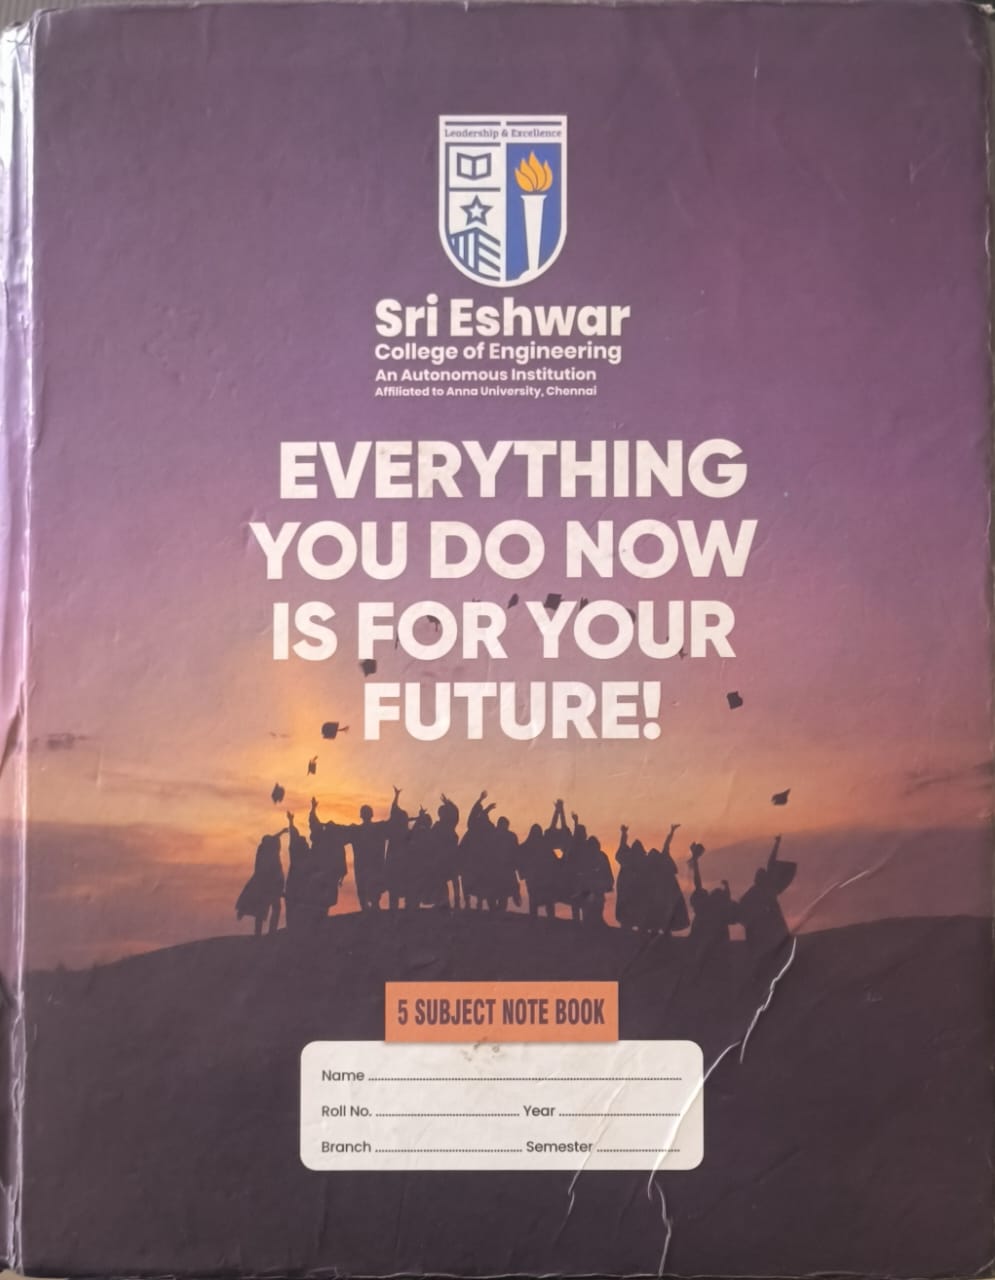 Leadership & Excellence
Sri Eshwar
College of Engineering
An Autonomous Institution
Affiliated to Anna University, Chennai
EVERYTHING
YOU DO NOW
IS FOR YOUR
FUTURE!
5 SUBJECT NOTE BOOK
Name
Roll No. Year
Branch Semester